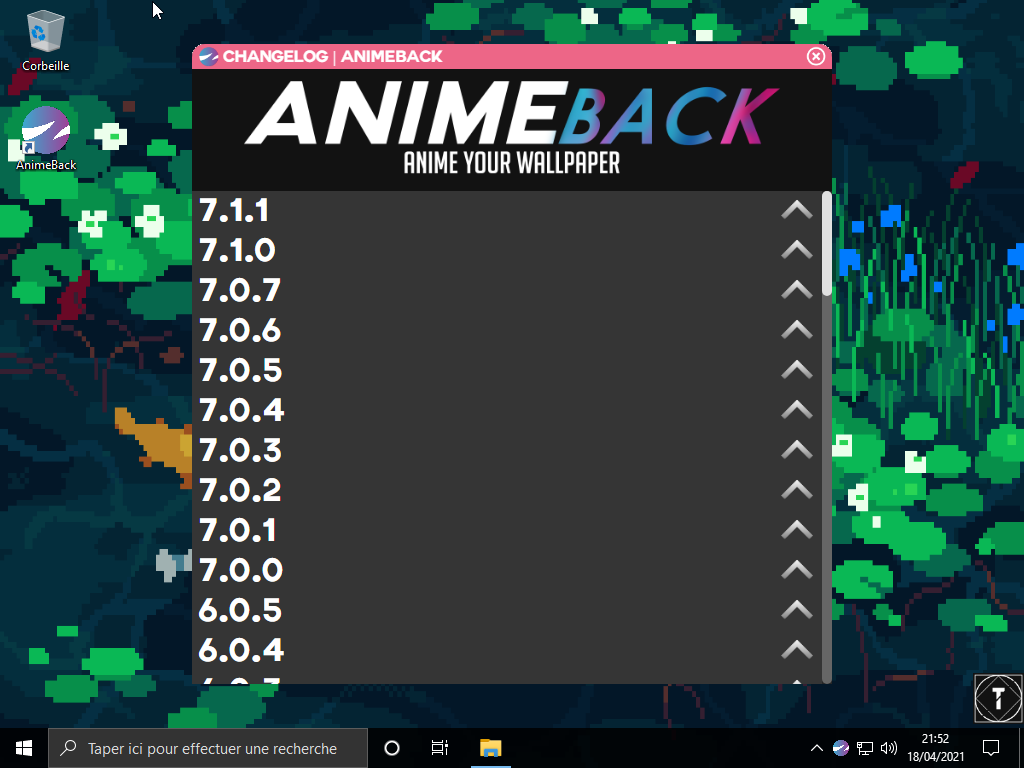 Corbeille
AnimeBack
CHANGELOG | ANIMEBACK
ANIMEBACK
ANIME YOUR WALLPAPER
7.1.1
7.1.0
7.0.7
7.0.6
7.0.5
7.0.4
7.0.3
7.0.2
7.0.1
7.0.0
6.0.5
6.0.4
T
Taper ici pour effectuer une recherche
21:52
18/04/2021